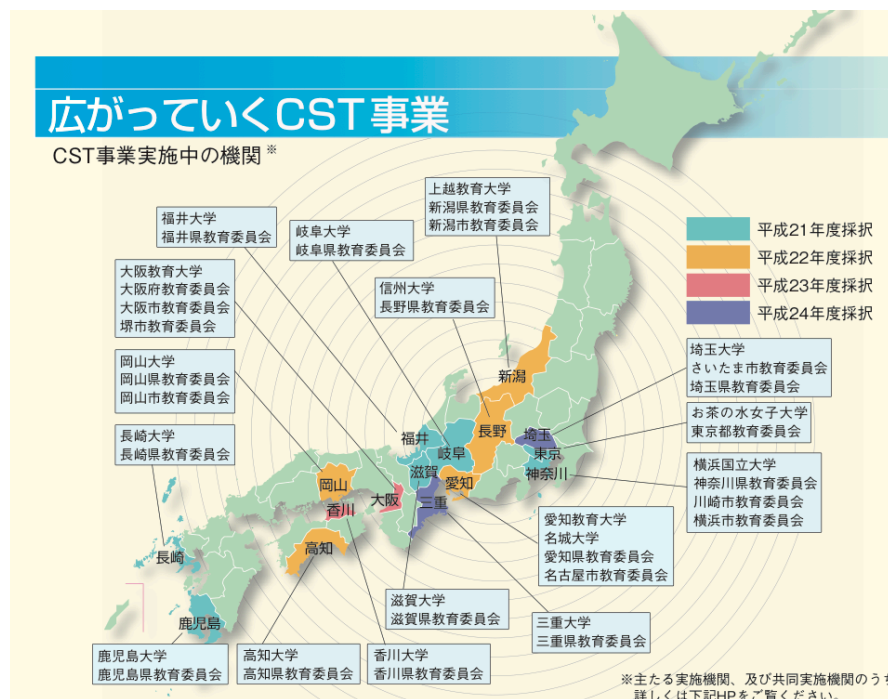 広がっていくCST事業
CST事業実施中の機関※
福井大学
福井県教育委員会
岐阜大学
岐阜県教育委員会
上越教育大学
新潟県教育委員会
新潟市教育委員会
大阪教育大学
大阪府教育委員会
大阪市教育委員会
堺市教育委員会
信州大学
長野県教育委員会
平成21年度採択
平成22年度採択
平成23年度採択
平成24年度採択
岡山大学
岡山県教育委員会
岡山市教育委員会
埼玉大学
さいたま市教育委員会
埼玉県教育委員会
お茶の水女子大学
東京都教育委員会
長崎大学
長崎県教育委員会
横浜国立大学
神奈川県教育委員会
川崎市教育委員会
横浜市教育委員会
新潟
長野
埼玉
東京
神奈川
福井
岐阜
滋賀
愛知
三重
大阪
岡山
香川
高知
長崎
鹿児島
愛知教育大学
名城大学
愛知県教育委員会
名古屋市教育委員会
滋賀大学
滋賀県教育委員会
三重大学
三重県教育委員会
鹿児島大学
鹿児島県教育委員会
高知大学
高知県教育委員会
香川大学
香川県教育委員会
※主たる実施機関、及び共同実施機関のうち
詳しくは下記HPをご覧ください。